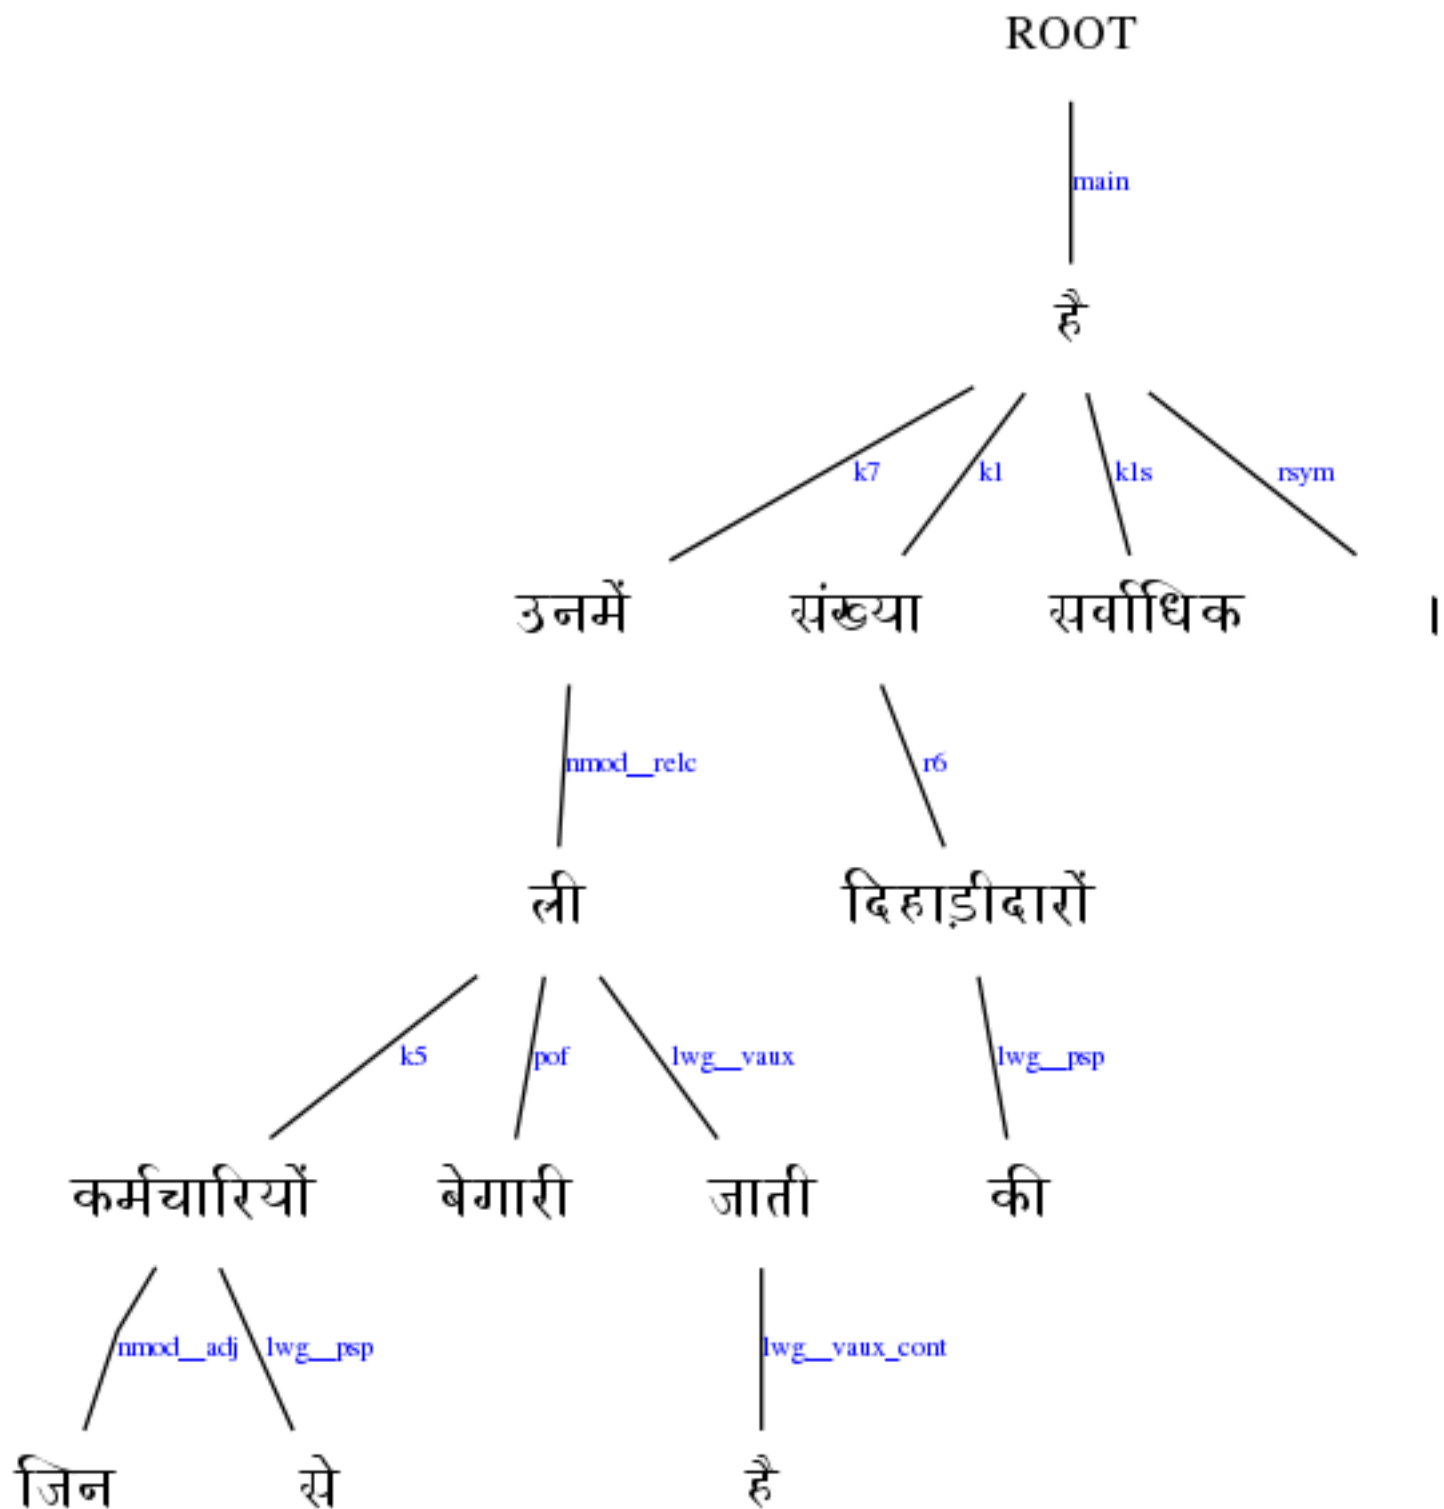 ROOT
main
है
k7 k1 k1s rsym
उनमें संख्या सर्वाधिक ।
nmod__relc r6
ली दिहाड़ीदारों
k5 pof lwg__vaux lwg__psp
कर्मचारियों बेगारी जाती की
nmod__adj lwg__psp lwg__vaux_cont
जिन से है